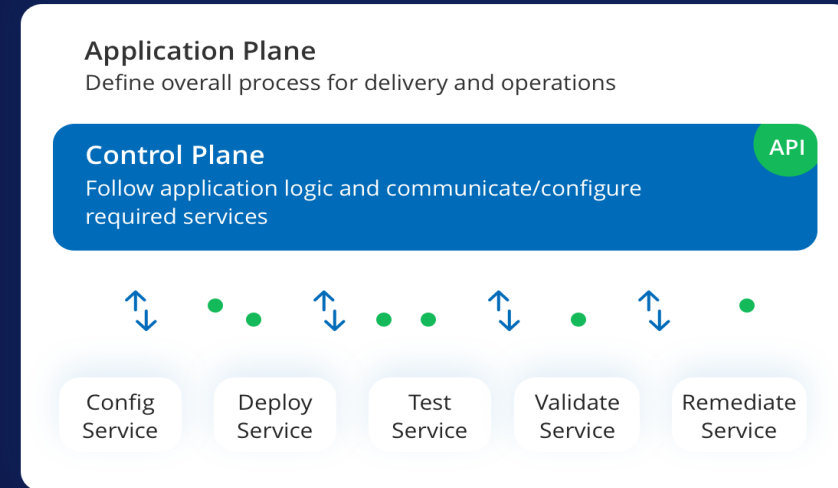 Application Plane
Define overall process for delivery and operations
Control Plane
API
Follow application logic and communicate/configure
required services
Config
Service
Deploy
Service
Test
Service
Validate
Service
Remediate
Service